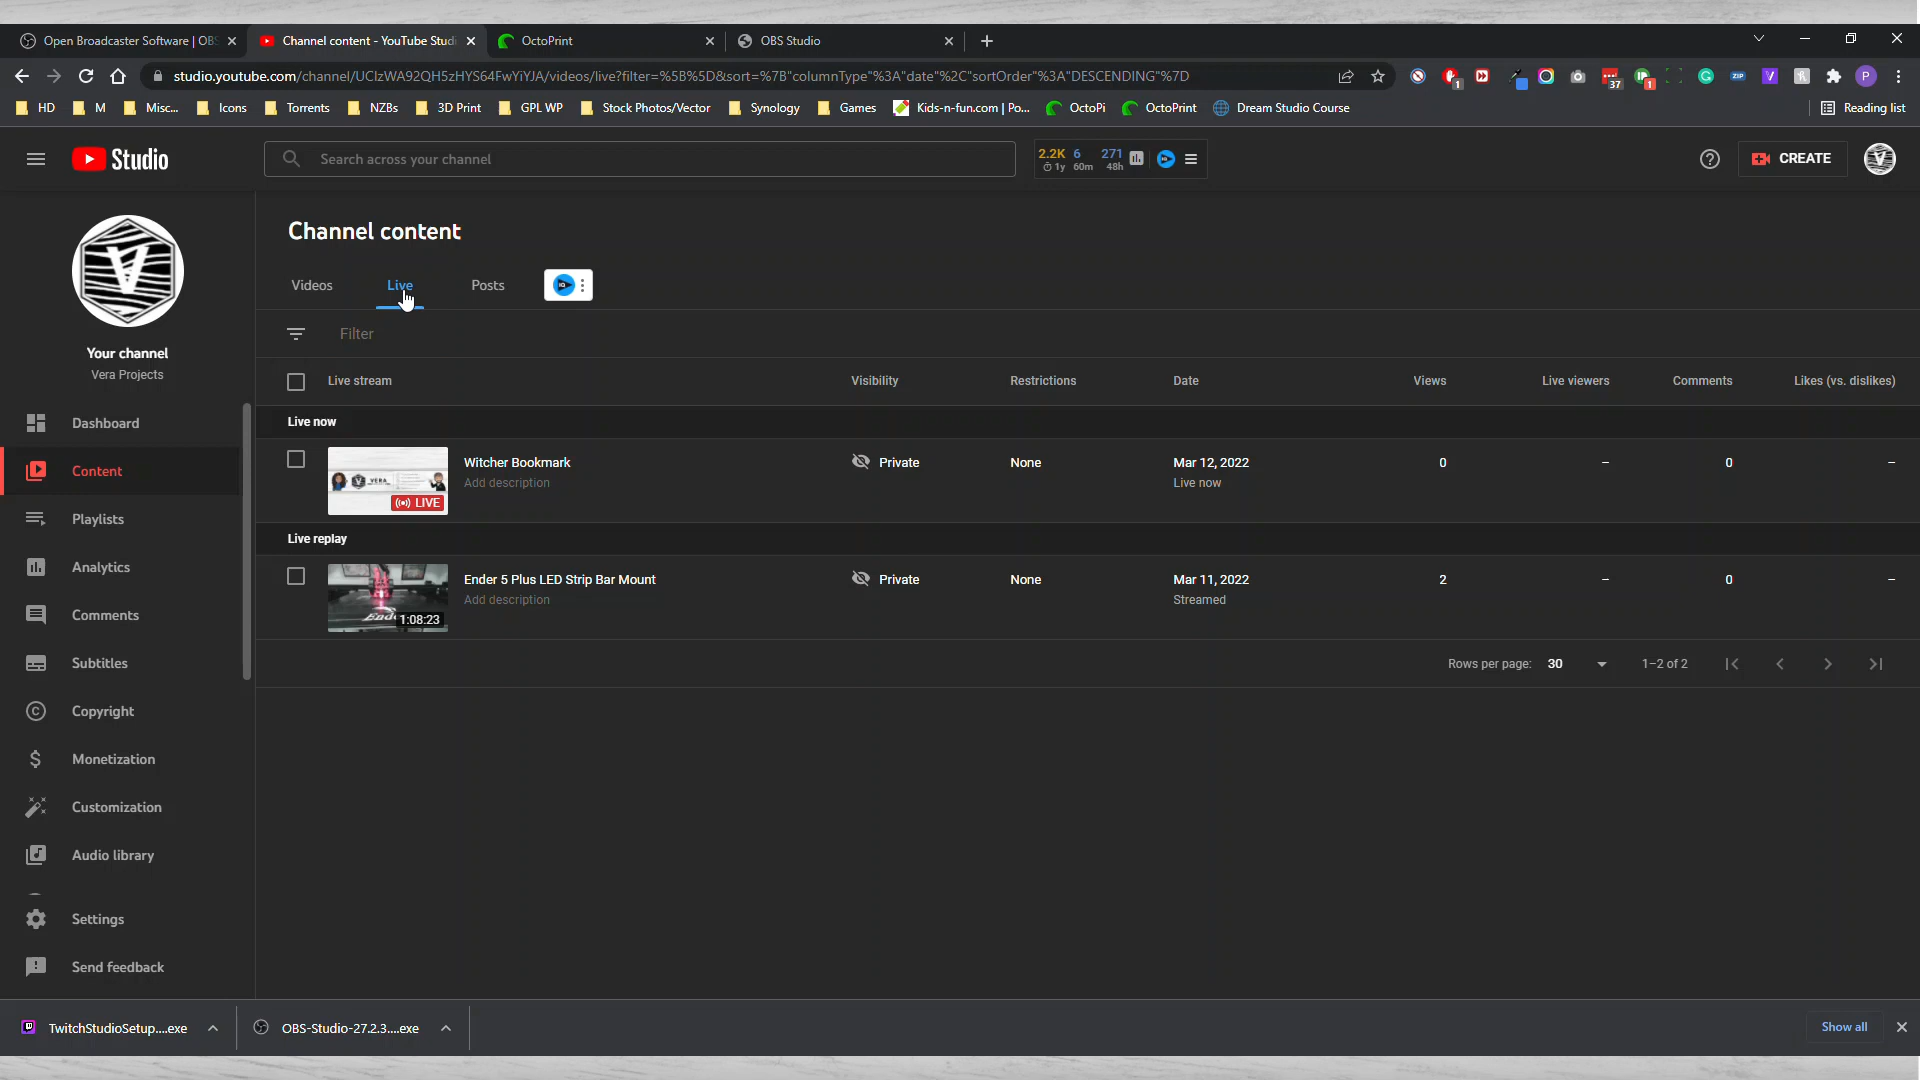 Open Broadcaster Software | OBS
Channel content - YouTube Studi
OctoPrint
OBS Studio
studio.youtube.com/channel/UClzWA92QH5zHYS64FwYiYJA/videos/live?filter=%5B%5D&sort=%7B"columnType"%3A"date"%2C"sortOrder"%3A"DESCENDING"%7D
1
37
1
ZIP
P
HD
M
Misc...
Icons
Torrents
NZBs
3D Print
GPL WP
Stock Photos/Vector
Synology
Games
Kids-n-fun.com | Po...
OctoPi
OctoPrint
Dream Studio Course
Reading list
Studio
Search across your channel
2.2K 6 271
1y 60m 48h
CREATE
Channel content
Videos
Live
Posts
Your channel
Vera Projects
Filter
Live stream
Visibility
Restrictions
Date
Views
Live viewers
Comments
Likes (vs. dislikes)
Dashboard
Content
Playlists
Analytics
Comments
Subtitles
Copyright
Monetization
Customization
Audio library
Settings
Send feedback
Live now
VERA
LIVE
Witcher Bookmark
Add description
Private
None
Mar 12, 2022
Live now
0
–
0
–
Live replay
1:08:23
Ender 5 Plus LED Strip Bar Mount
Add description
Private
None
Mar 11, 2022
Streamed
2
–
0
–
Rows per page: 30
1–2 of 2
TwitchStudioSetup....exe
OBS-Studio-27.2.3....exe
Show all